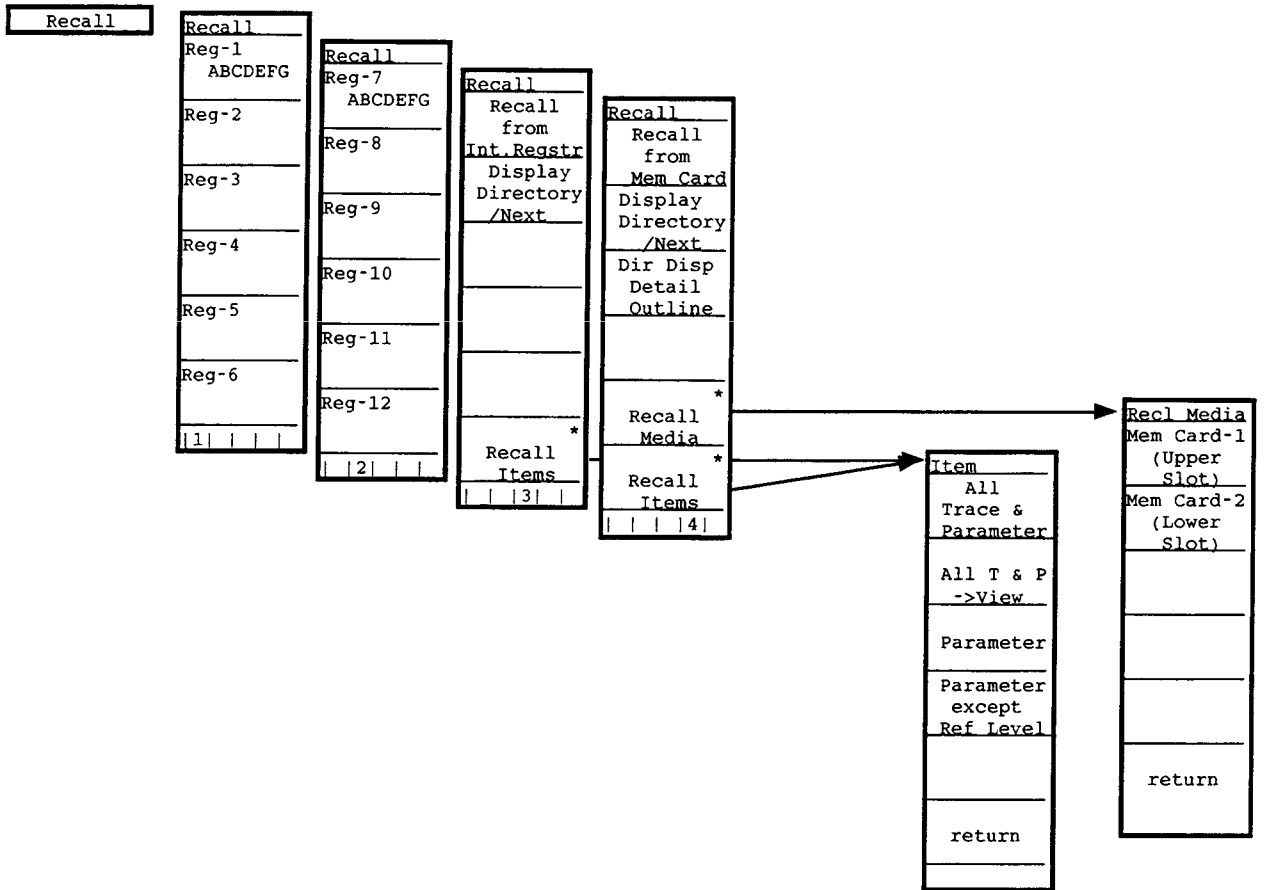 Recall
Recall
Reg-1
ABCDEFG
Reg-2
Reg-3
Reg-4
Reg-5
Reg-6
|1| | | |
Recall
Reg-7
ABCDEFG
Reg-8
Reg-9
Reg-10
Reg-11
Reg-12
| |2| | |
Recall
Recall
from
Int.Regstr
Display
Directory
/Next
*
Recall
Items
| | |3| |
Recall
Recall
from
Mem Card
Display
Directory
/Next
Dir Disp
Detail
Outline
*
Recall
Media
*
Recall
Items
| | | |4|
Item
All
Trace &
Parameter
All T & P
->View
Parameter
Parameter
except
Ref Level
return
Recl Media
Mem Card-1
(Upper
Slot)
Mem Card-2
(Lower
Slot)
return